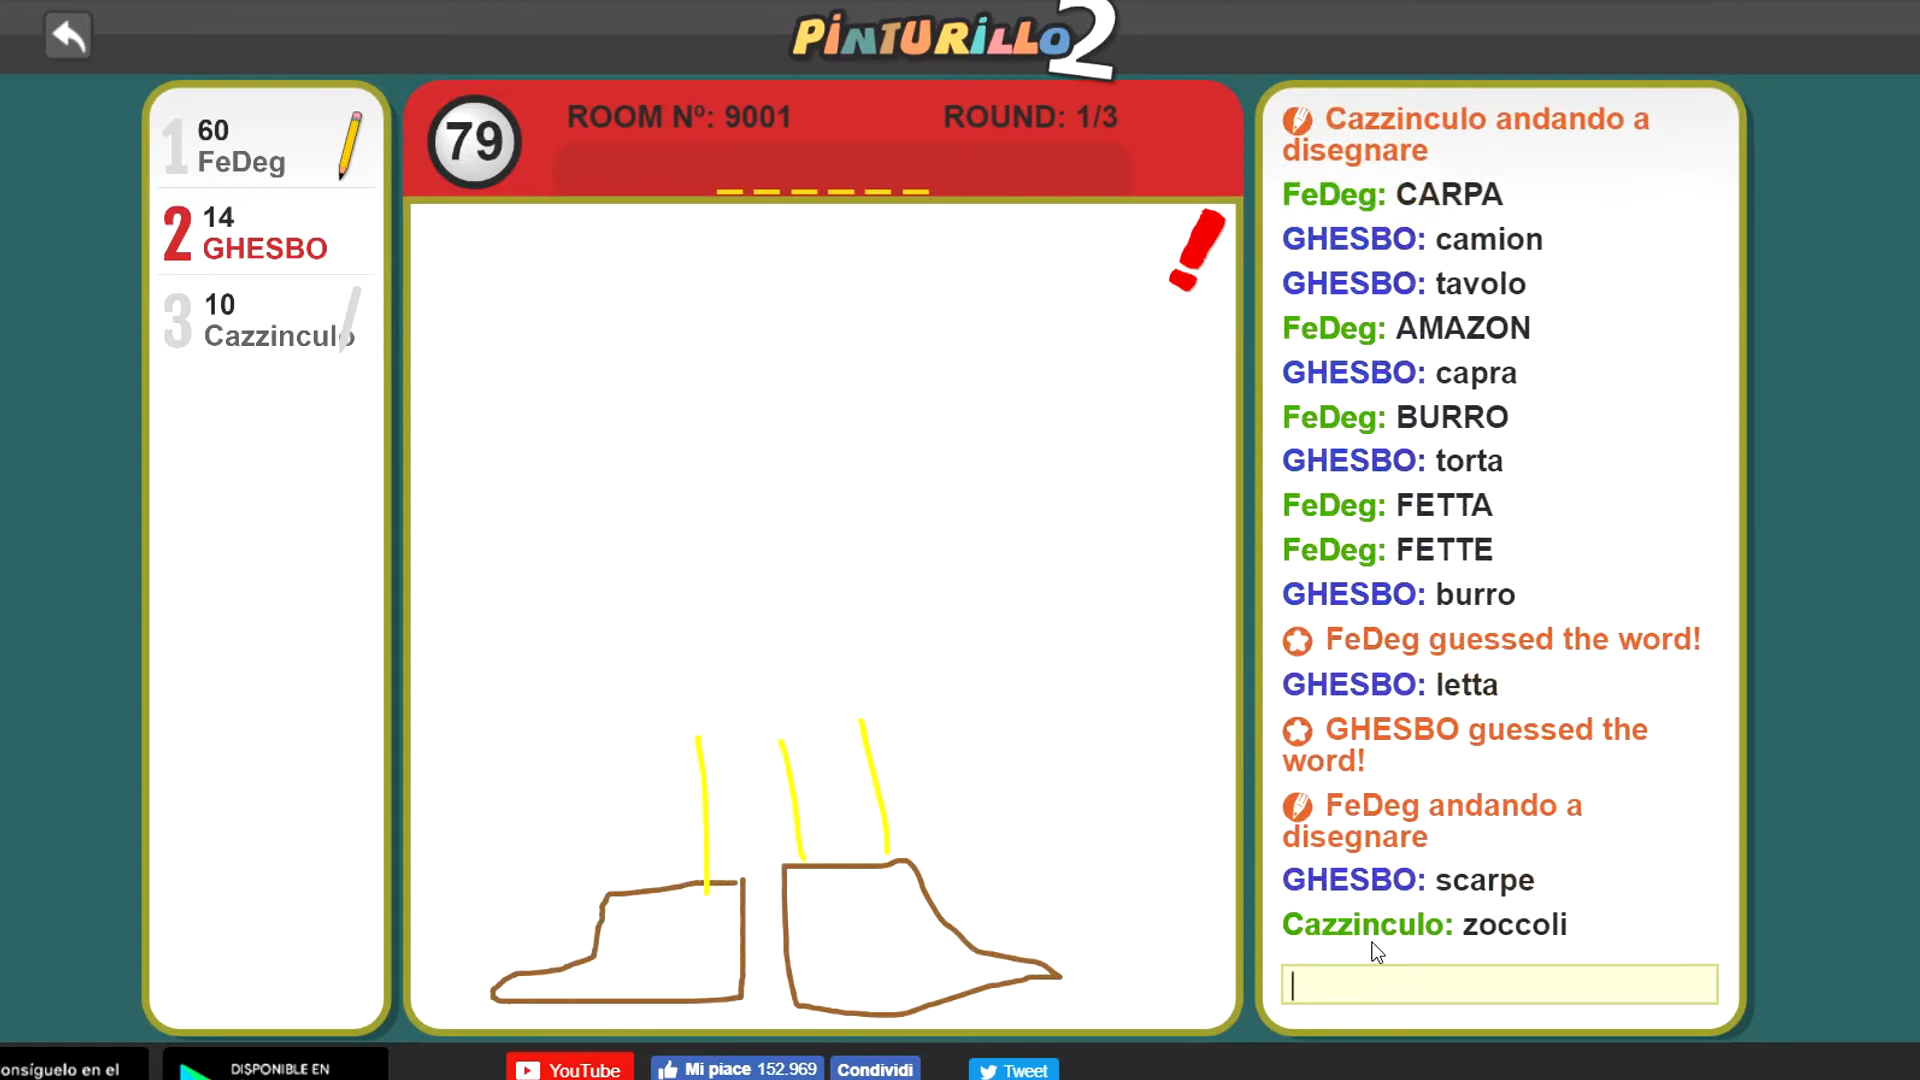 PINTURILLO 2
1 60 FeDeg
2 14 GHESBO
3 10 Cazzinculo
79
ROOM Nº: 9001
ROUND: 1/3
_ _ _ _ _ _
!
Cazzinculo andando a
disegnare
FeDeg: CARPA
GHESBO: camion
GHESBO: tavolo
FeDeg: AMAZON
GHESBO: capra
FeDeg: BURRO
GHESBO: torta
FeDeg: FETTA
FeDeg: FETTE
GHESBO: burro
FeDeg guessed the word!
GHESBO: letta
GHESBO guessed the
word!
FeDeg andando a
disegnare
GHESBO: scarpe
Cazzinculo: zoccoli
onsíguelo en el
DISPONIBLE EN
YouTube
Mi piace 152.969
Condividi
Tweet